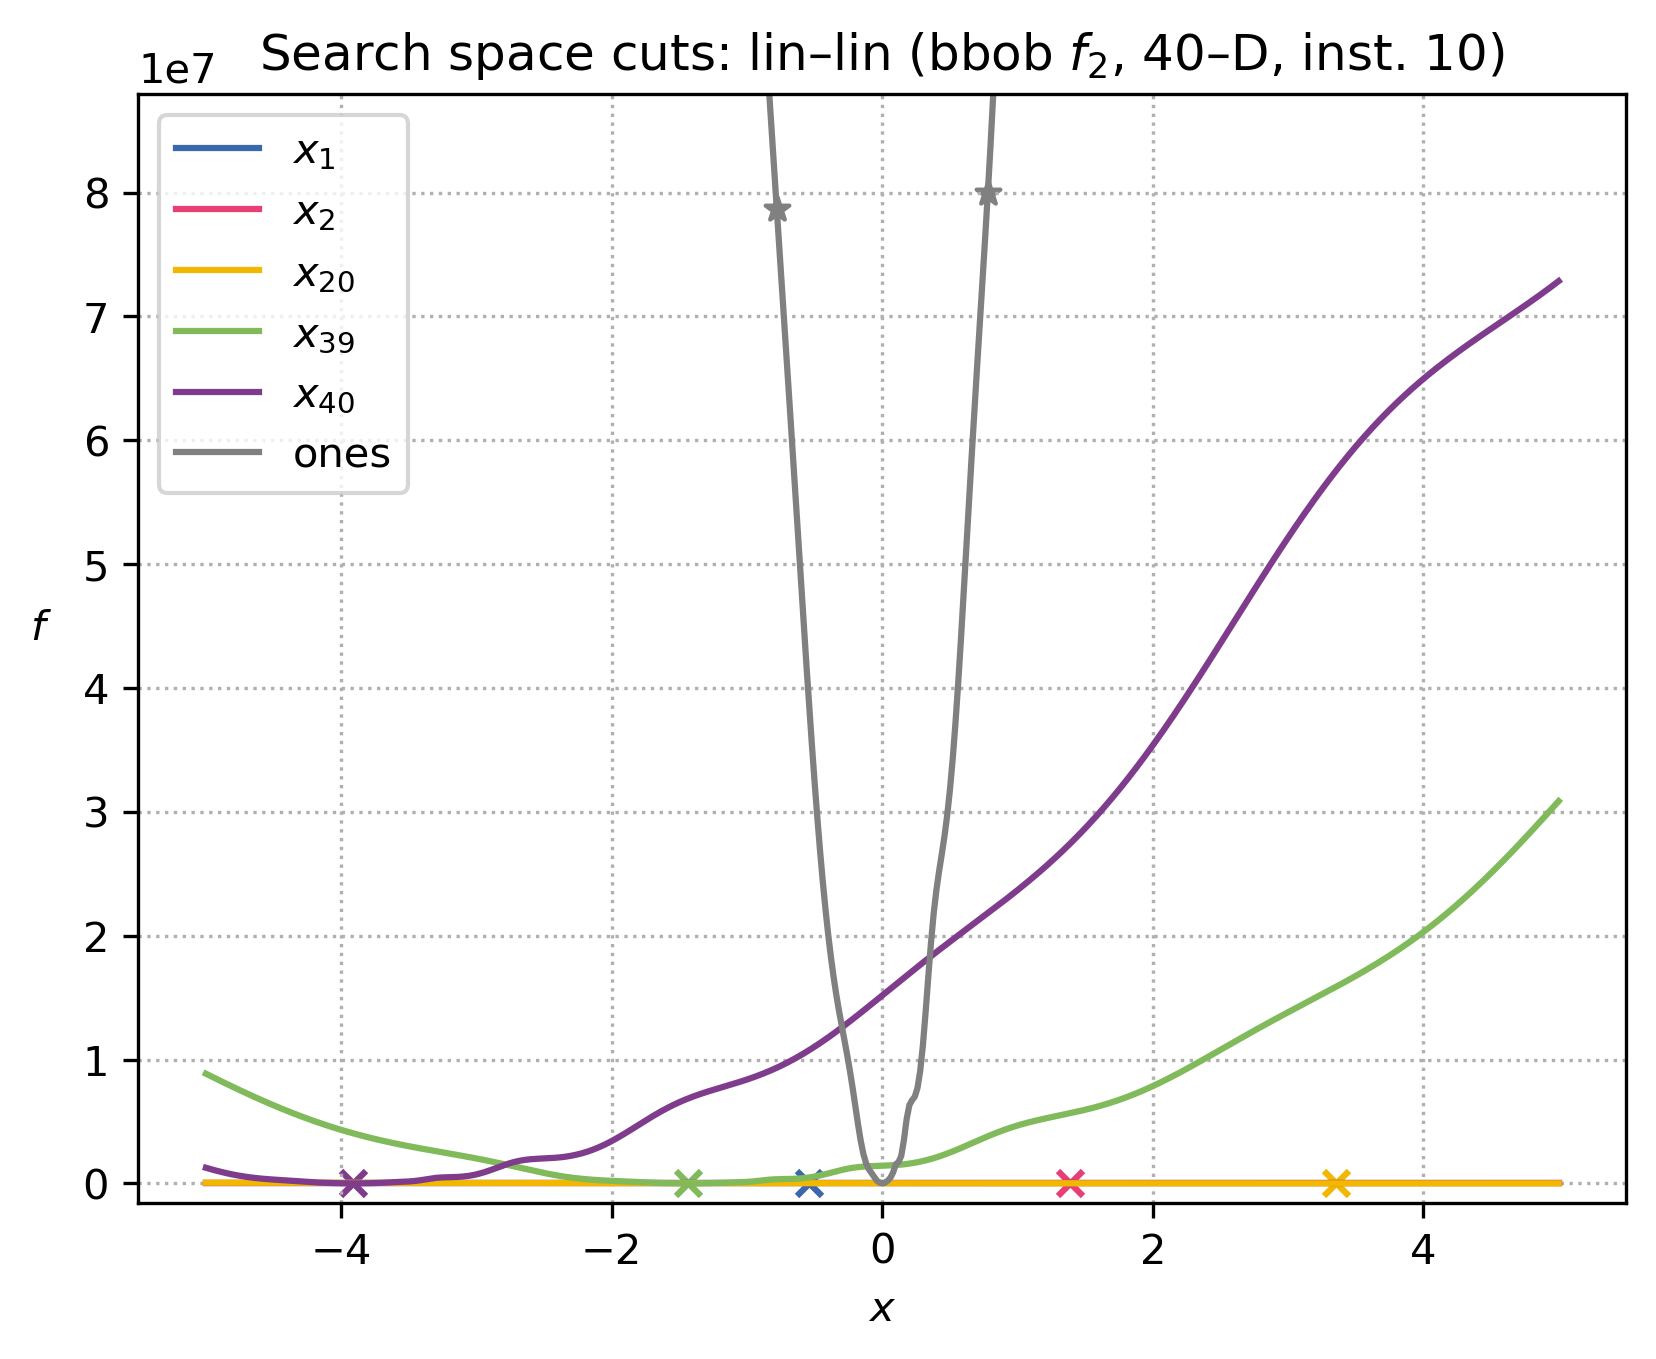 Search space cuts: lin–lin (bbob f₂, 40–D, inst. 10)
1e7
x₁
x₂
x₂₀
x₃₉
x₄₀
ones
8
7
6
5
4
3
2
1
0
f
−4 −2 0 2 4
x